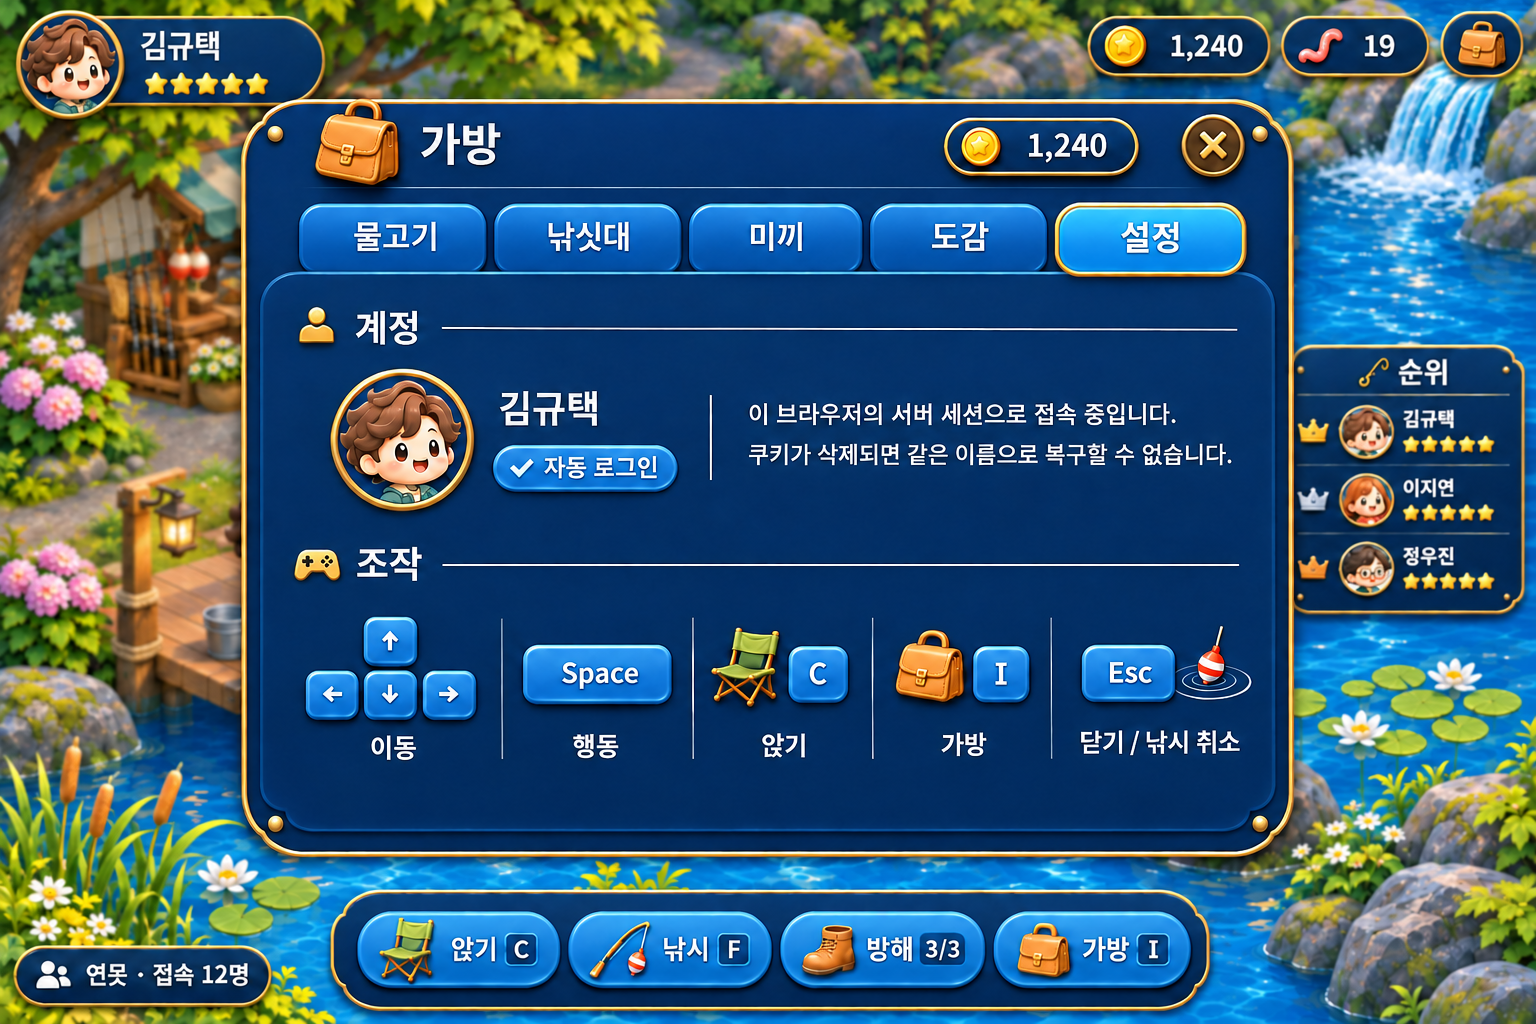 김규택
1,240
19
가방
1,240
물고기
낚싯대
미끼
도감
설정
계정
김규택
자동 로그인
이 브라우저의 서버 세션으로 접속 중입니다.
쿠키가 삭제되면 같은 이름으로 복구할 수 없습니다.
조작
이동
Space
행동
C
앉기
I
가방
Esc
닫기 / 낚시 취소
순위
김규택
이지연
정우진
연못 · 접속 12명
앉기 C
낚시 F
방해 3/3
가방 I